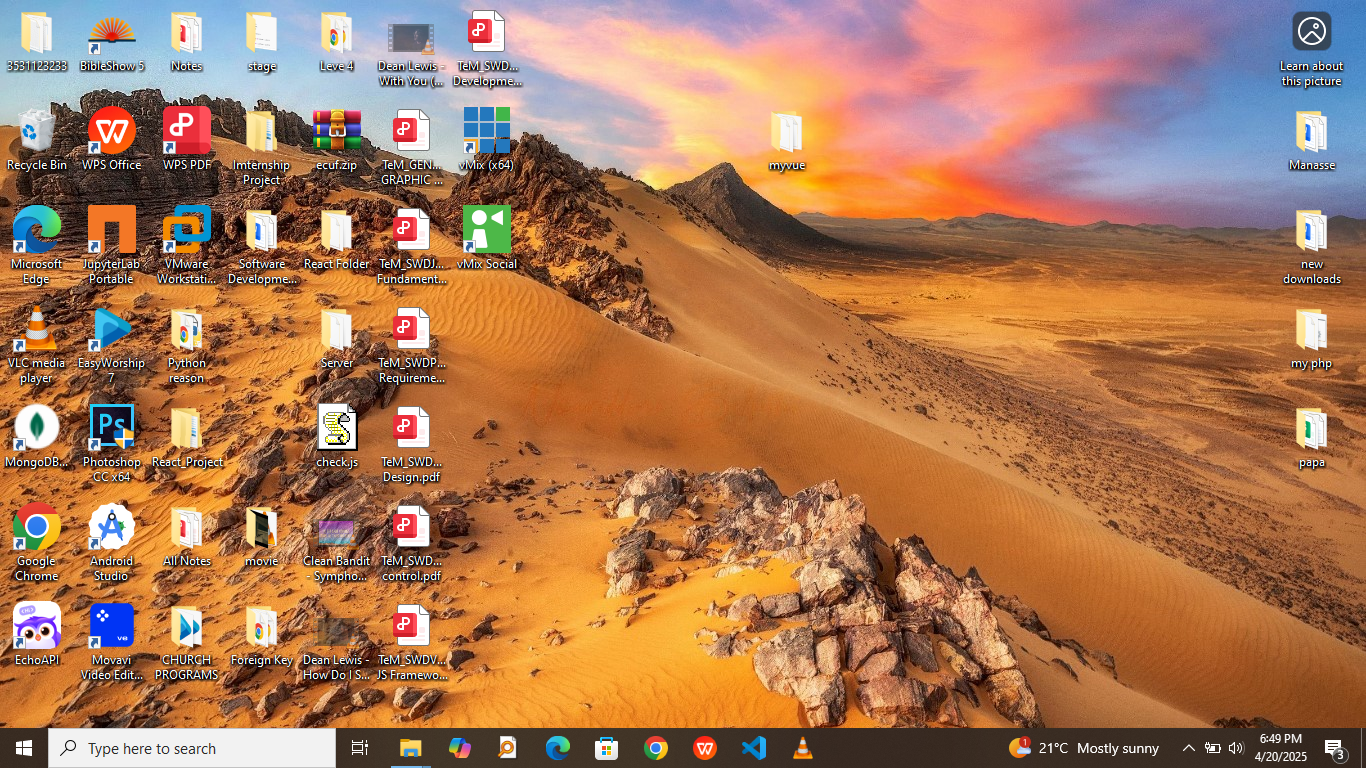 3531123233
BibleShow 5
Notes
stage
Leve 4
Dean Lewis -
With You (...
TeM_SWD...
Developme...
Learn about
this picture
Recycle Bin
WPS Office
WPS PDF
Imternship
Project
ecuf.zip
TeM_GEN...
GRAPHIC ...
vMix (x64)
myvue
Manasse
Microsoft
Edge
JupyterLab
Portable
VMware
Workstati...
Software
Developme...
React Folder
TeM_SWDJ...
Fundament...
vMix Social
new
downloads
VLC media
player
EasyWorship
7
Python
reason
Server
TeM_SWDP...
Requireme...
my php
MongoDB...
Ps
Photoshop
CC x64
React_Project
check.js
TeM_SWD...
Design.pdf
papa
Google
Chrome
Android
Studio
All Notes
movie
Clean Bandit
- Sympho...
TeM_SWD...
control.pdf
EchoAPI
ve
Movavi
Video Edit...
CHURCH
PROGRAMS
Foreign Key
Dean Lewis -
How Do I S...
TeM_SWDV...
JS Framewo...
Type here to search
1
21°C Mostly sunny
6:49 PM
4/20/2025
3